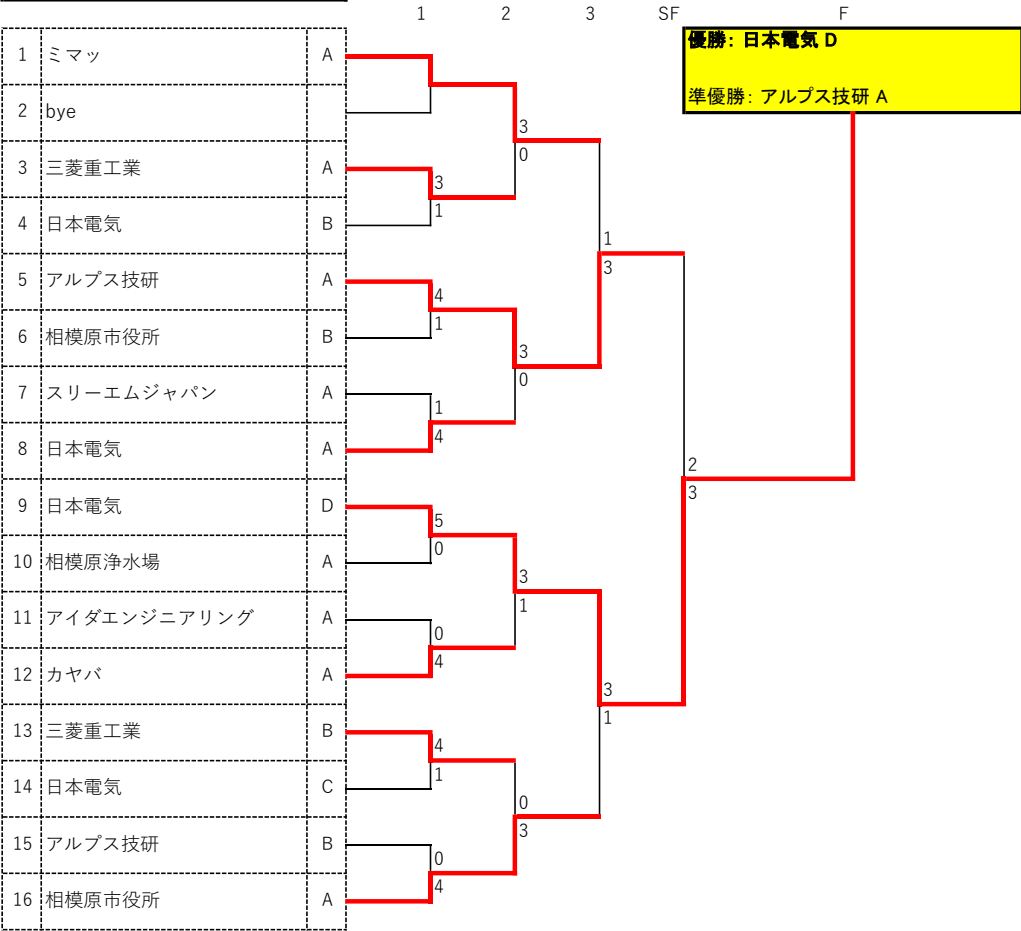 1 2 3 SF F
優勝: 日本電気 D
準優勝: アルプス技研 A
1 ミマッ A
2 bye
3
0
3 三菱重工業 A
3
1
4 日本電気 B
1
3
5 アルプス技研 A
4
1
6 相模原市役所 B
3
0
7 スリーエムジャパン A
1
4
8 日本電気 A
2
3
9 日本電気 D
5
0
10 相模原浄水場 A
3
1
11 アイダエンジニアリング A
0
4
12 カヤバ A
3
1
13 三菱重工業 B
4
1
14 日本電気 C
0
3
15 アルプス技研 B
0
4
16 相模原市役所 A